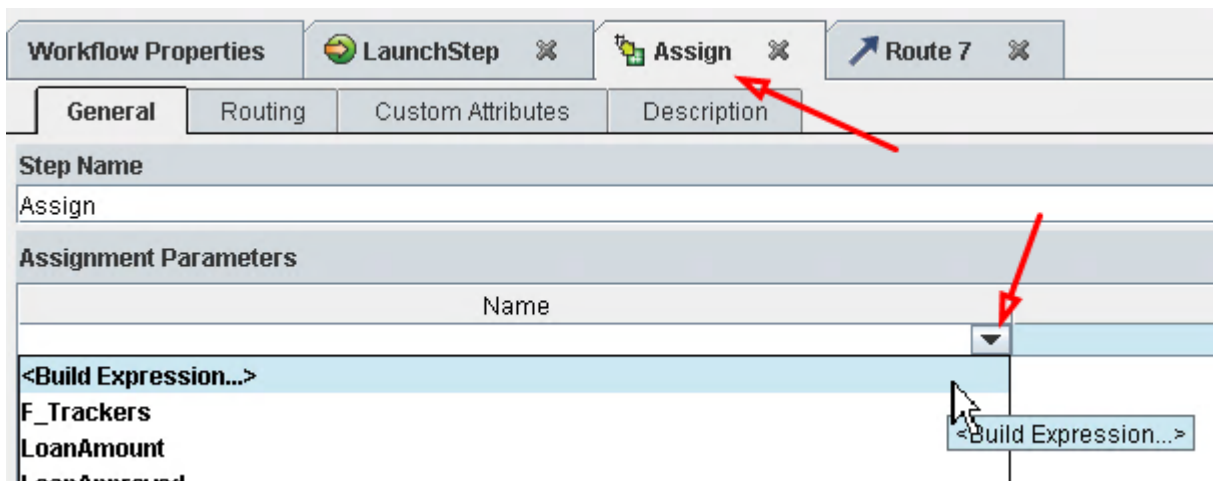 Workflow Properties LaunchStep Assign Route 7
General Routing Custom Attributes Description
Step Name
Assign
Assignment Parameters
Name
<Build Expression...>
F_Trackers
<Build Expression...>
LoanAmount
LoanApproved